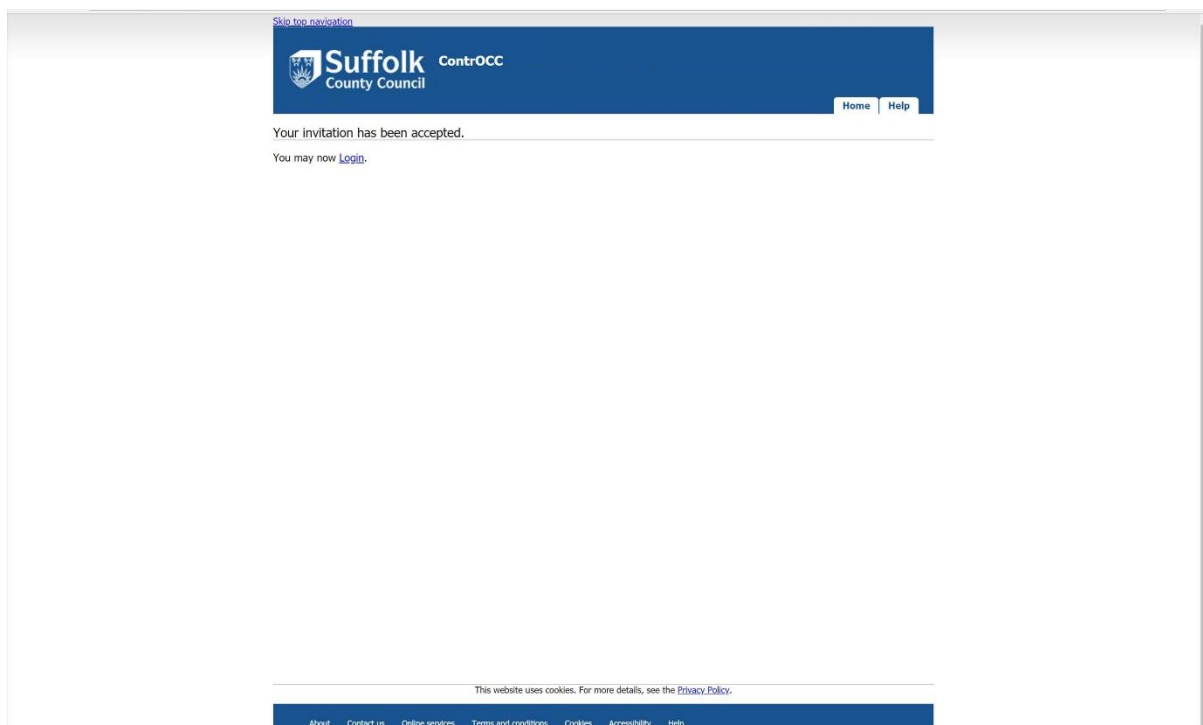 Skip top navigation
Suffolk
County Council
ContrOCC
Home Help
Your invitation has been accepted.
You may now Login.
This website uses cookies. For more details, see the Privacy Policy.
About Contact us Online services Terms and conditions Cookies Accessibility Help